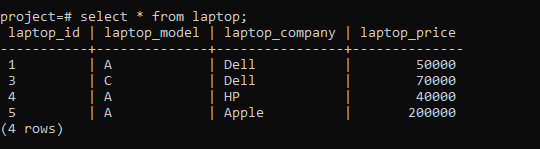 project=# select * from laptop;
 laptop_id | laptop_model | laptop_company | laptop_price
-----------+--------------+----------------+--------------
 1         | A            | Dell           |        50000
 3         | C            | Dell           |        70000
 4         | A            | HP             |        40000
 5         | A            | Apple          |       200000
(4 rows)